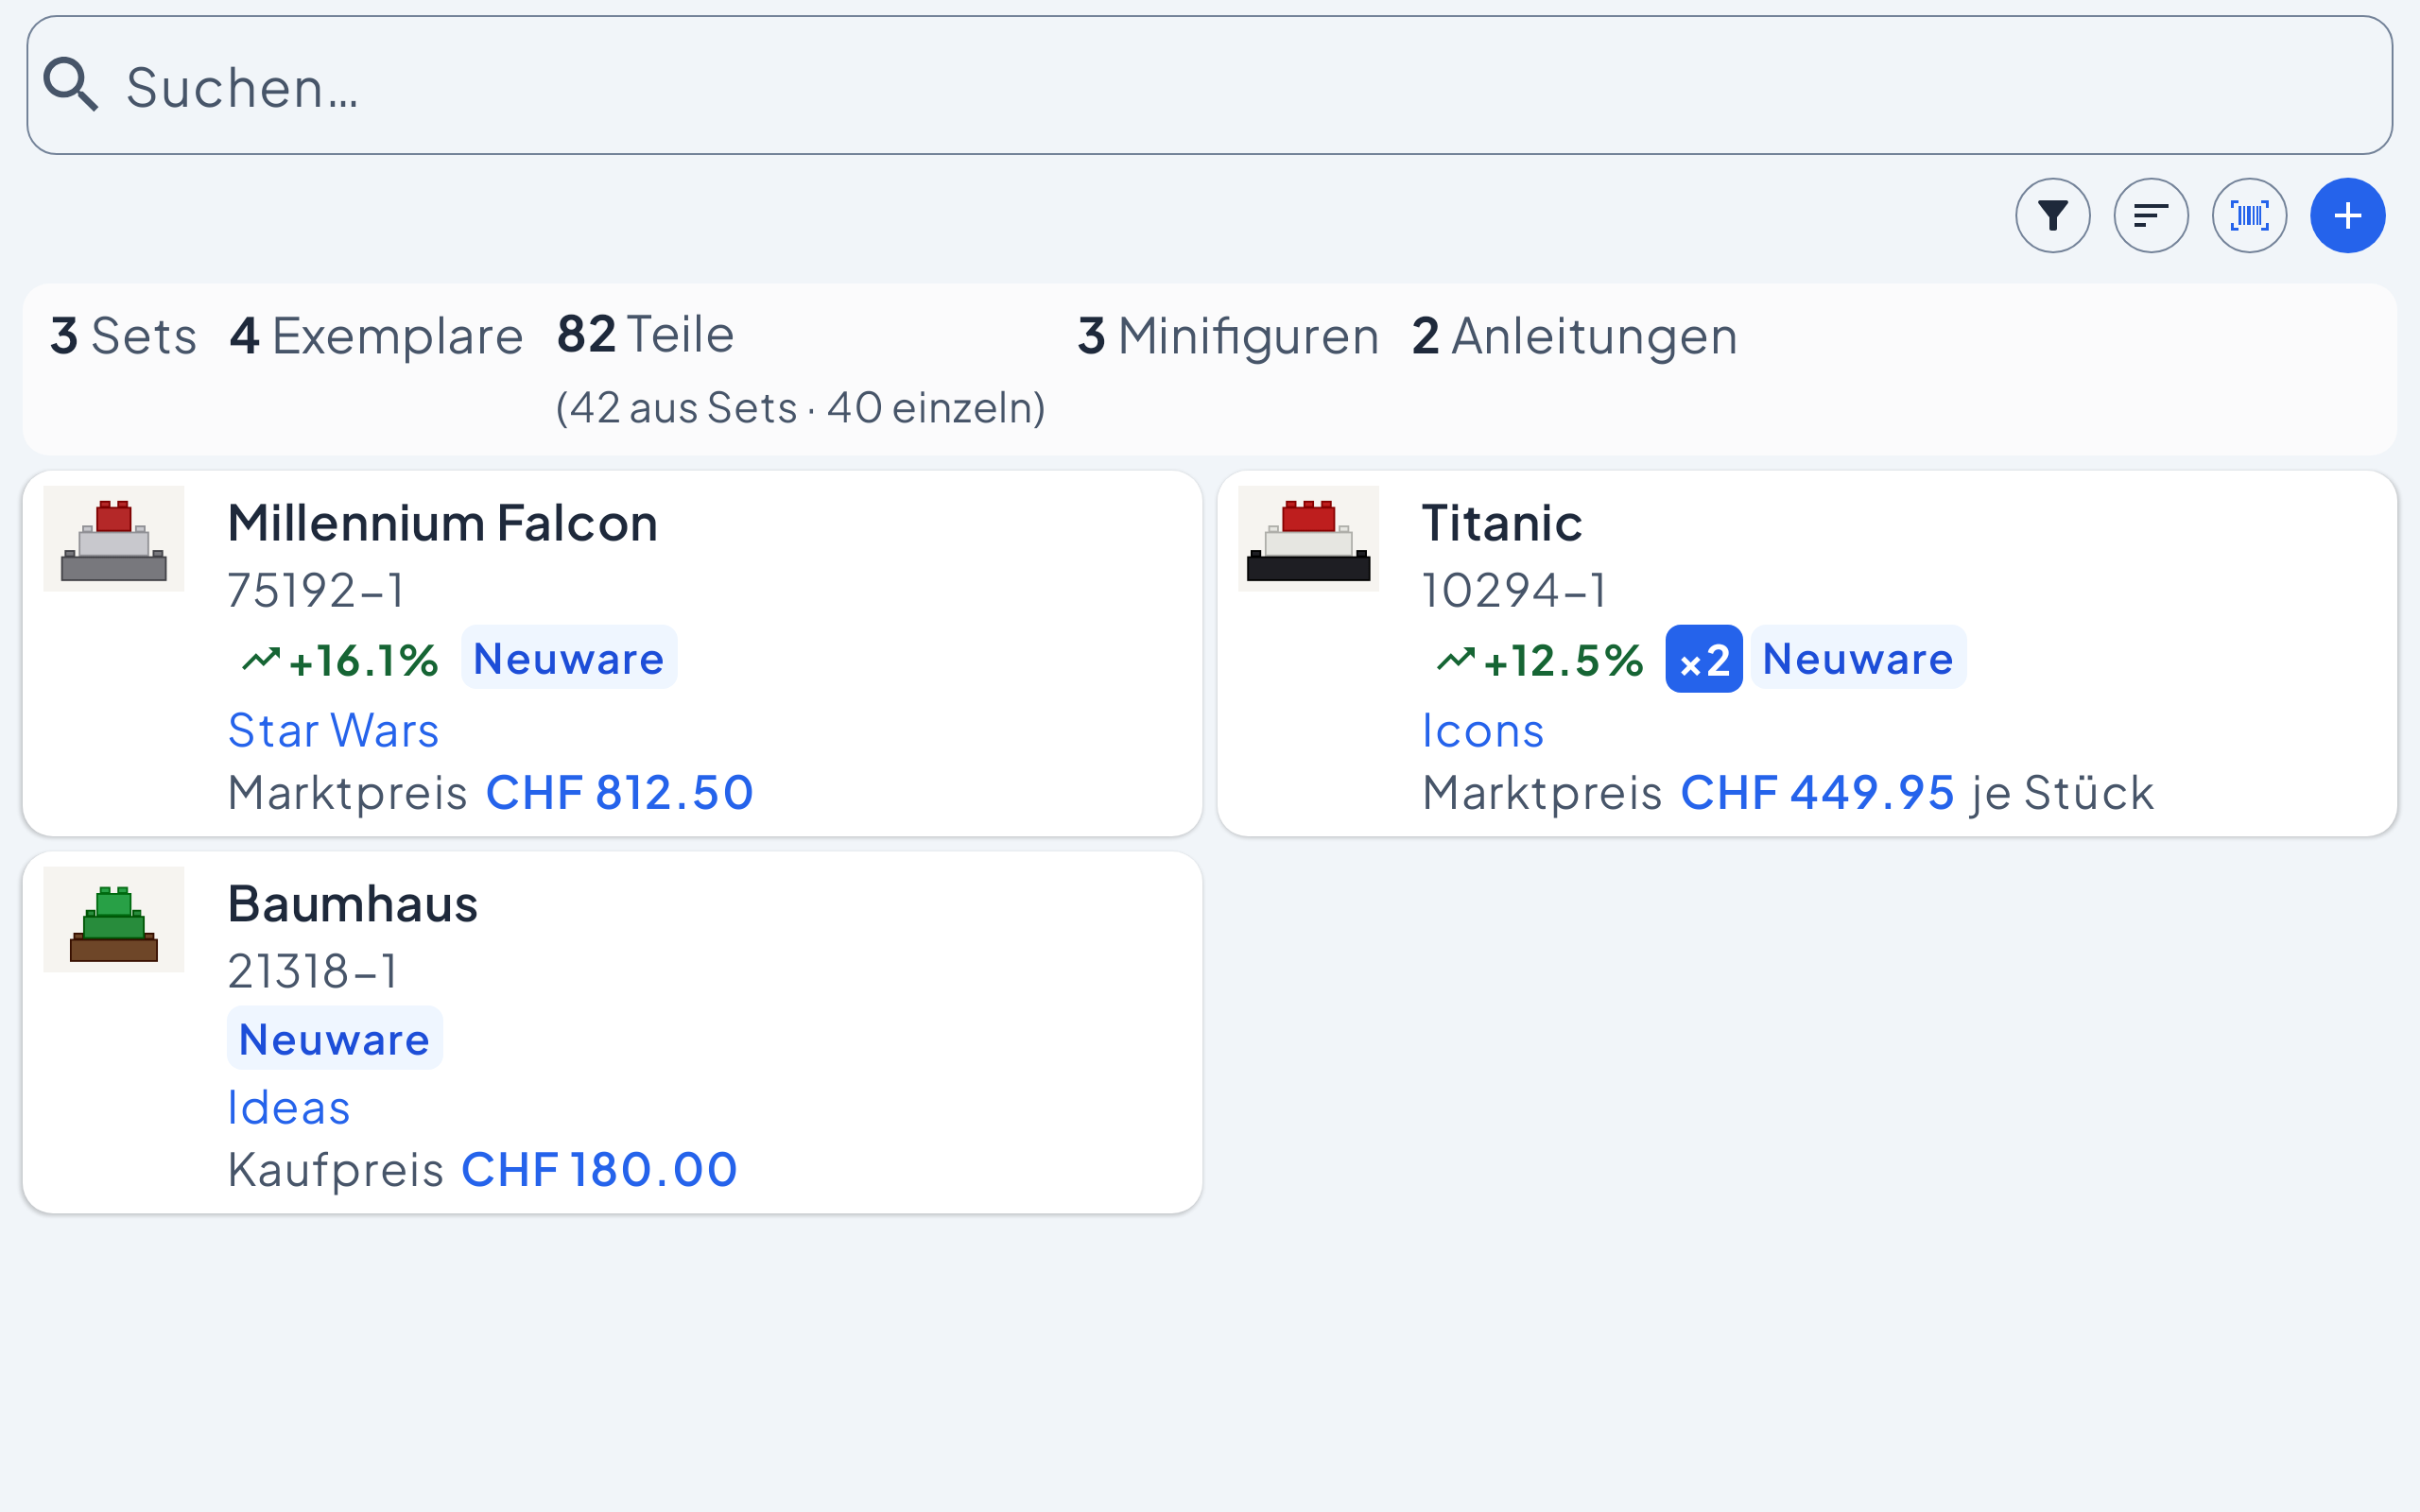 Suchen…
3 Sets 4 Exemplare 82 Teile 3 Minifiguren 2 Anleitungen
(42 aus Sets · 40 einzeln)
Millennium Falcon
75192-1
+16.1% Neuware
Star Wars
Marktpreis CHF 812.50
Titanic
10294-1
+12.5% ×2 Neuware
Icons
Marktpreis CHF 449.95 je Stück
Baumhaus
21318-1
Neuware
Ideas
Kaufpreis CHF 180.00